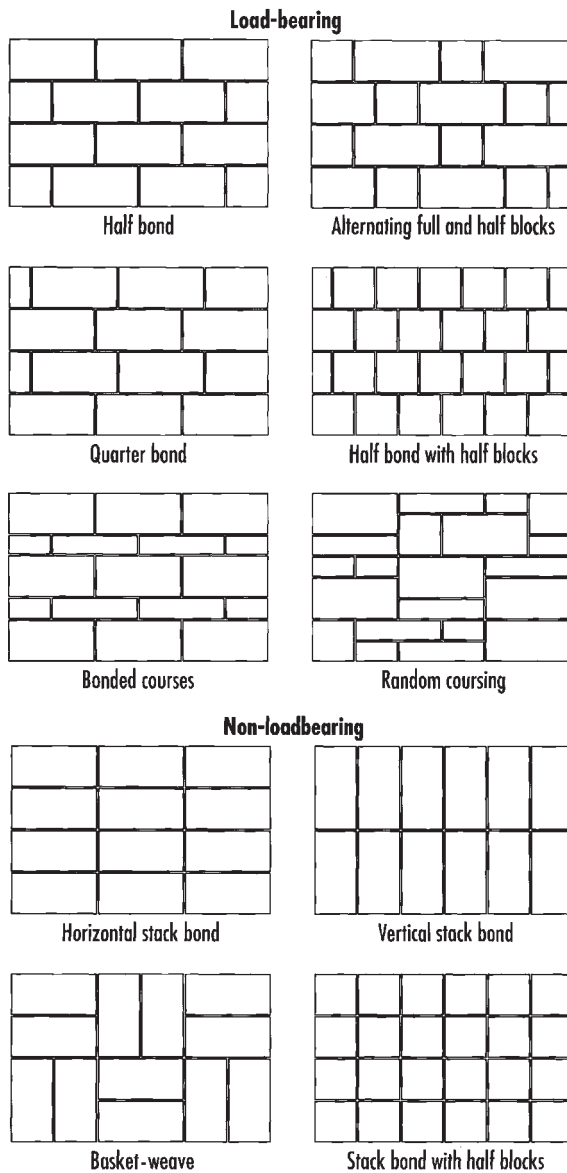 Load-bearing
Half bond
Alternating full and half blocks
Quarter bond
Half bond with half blocks
Bonded courses
Random coursing
Non-loadbearing
Horizontal stack bond
Vertical stack bond
Basket-weave
Stack bond with half blocks